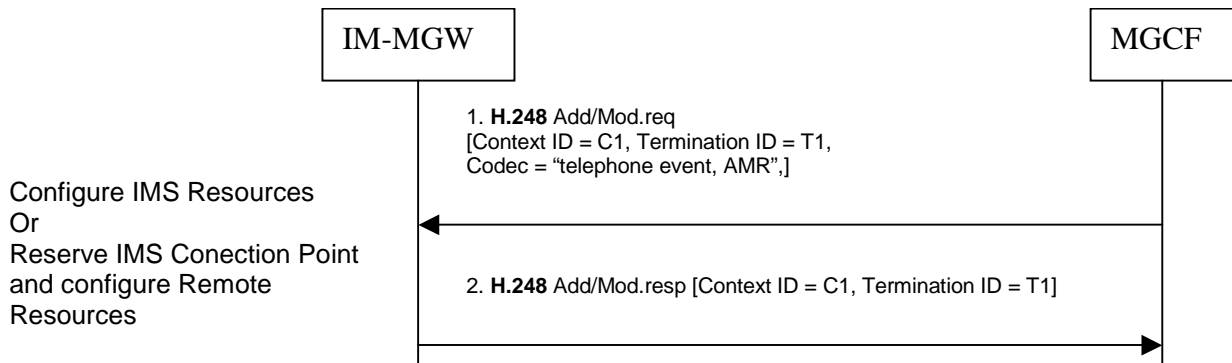 IM-MGW
MGCF
1. H.248 Add/Mod.req
[Context ID = C1, Termination ID = T1,
Codec = “telephone event, AMR”,]
Configure IMS Resources
Or
Reserve IMS Conection Point
and configure Remote
Resources
2. H.248 Add/Mod.resp [Context ID = C1, Termination ID = T1]